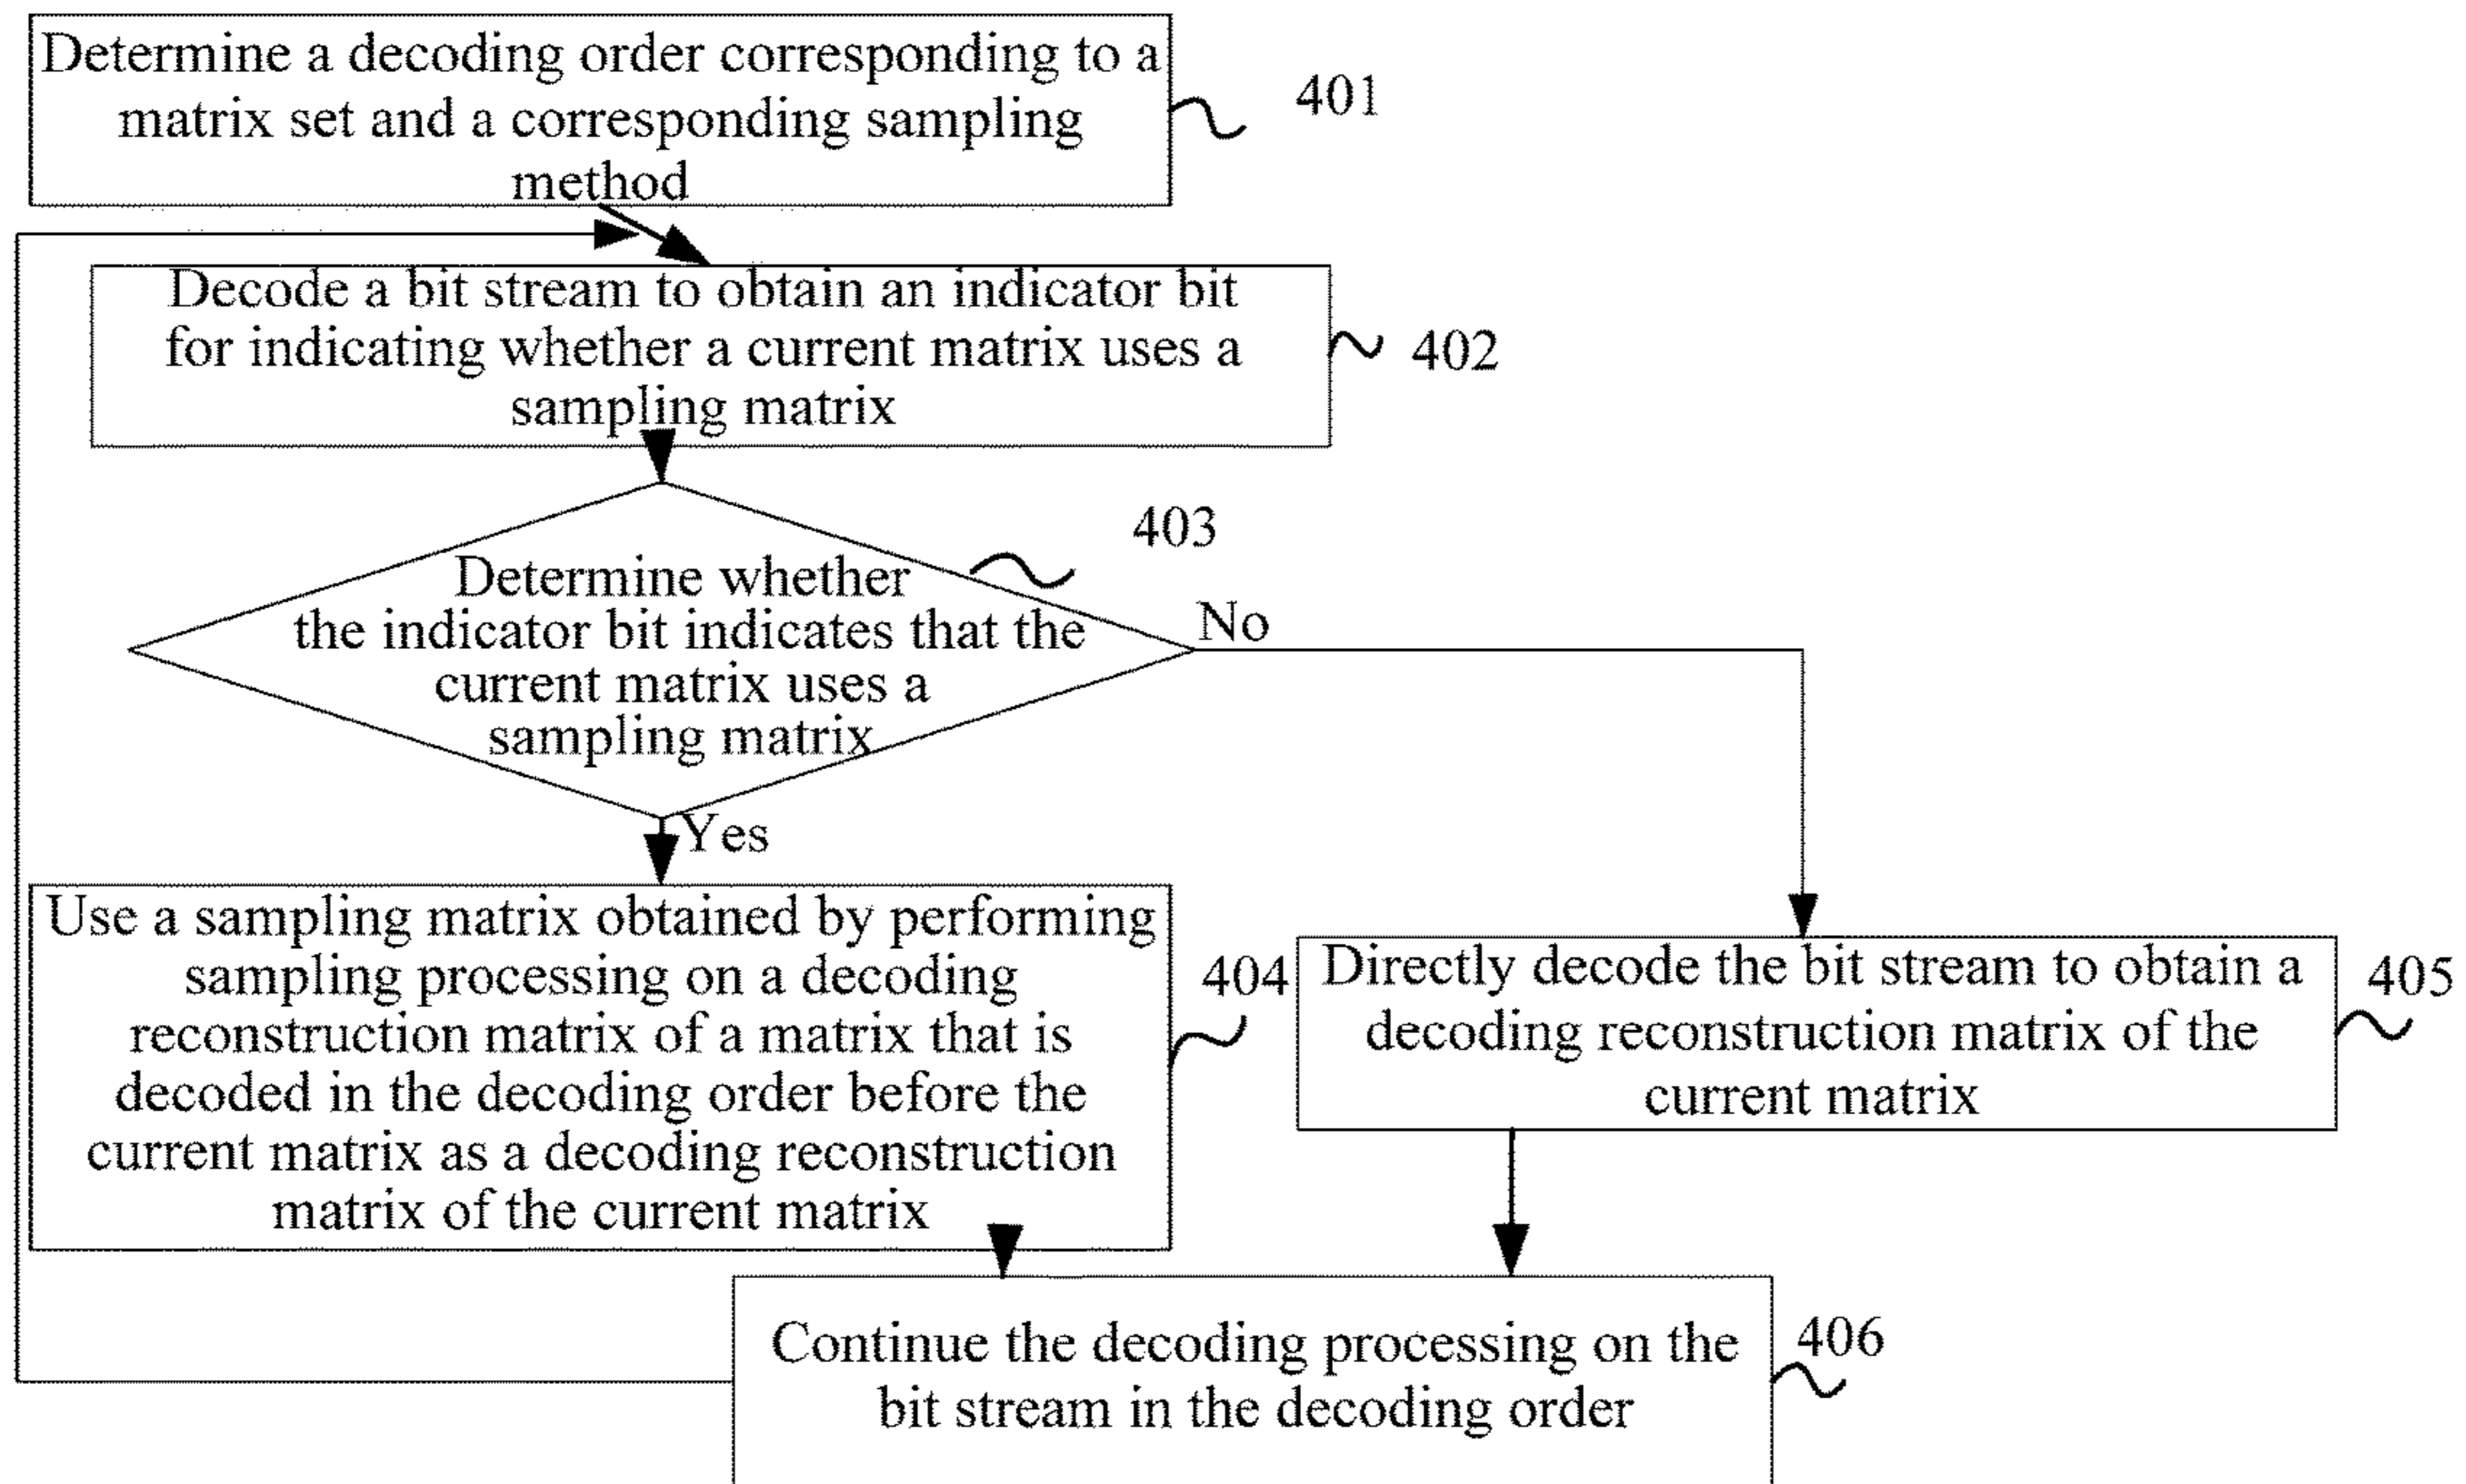 Determine a decoding order corresponding to a
matrix set and a corresponding sampling
method
401
Decode a bit stream to obtain an indicator bit
for indicating whether a current matrix uses a
sampling matrix
402
403
Determine whether
the indicator bit indicates that the
current matrix uses a
sampling matrix
No
Yes
Use a sampling matrix obtained by performing
sampling processing on a decoding
reconstruction matrix of a matrix that is
decoded in the decoding order before the
current matrix as a decoding reconstruction
matrix of the current matrix
404
Directly decode the bit stream to obtain a
decoding reconstruction matrix of the
current matrix
405
Continue the decoding processing on the
bit stream in the decoding order
406